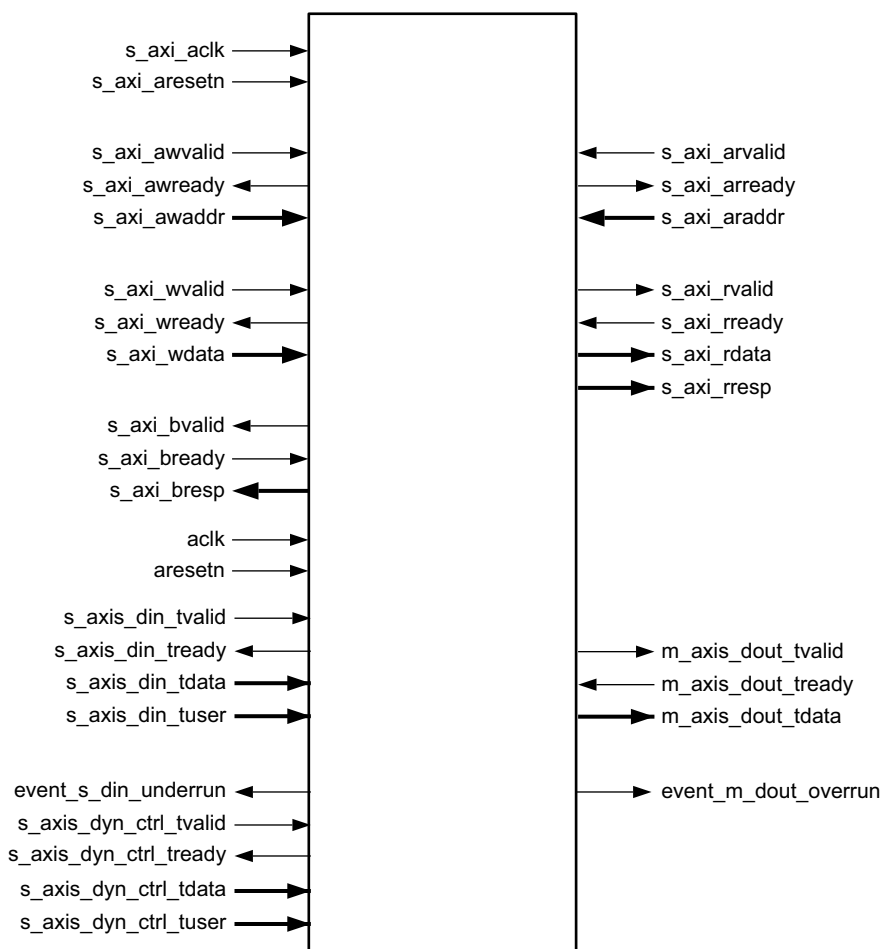 s_axi_aclk
s_axi_aresetn
s_axi_awvalid
s_axi_awready
s_axi_awaddr
s_axi_wvalid
s_axi_wready
s_axi_wdata
s_axi_bvalid
s_axi_bready
s_axi_bresp
aclk
aresetn
s_axis_din_tvalid
s_axis_din_tready
s_axis_din_tdata
s_axis_din_tuser
event_s_din_underrun
s_axis_dyn_ctrl_tvalid
s_axis_dyn_ctrl_tready
s_axis_dyn_ctrl_tdata
s_axis_dyn_ctrl_tuser
s_axi_arvalid
s_axi_arready
s_axi_araddr
s_axi_rvalid
s_axi_rready
s_axi_rdata
s_axi_rresp
m_axis_dout_tvalid
m_axis_dout_tready
m_axis_dout_tdata
event_m_dout_overrun